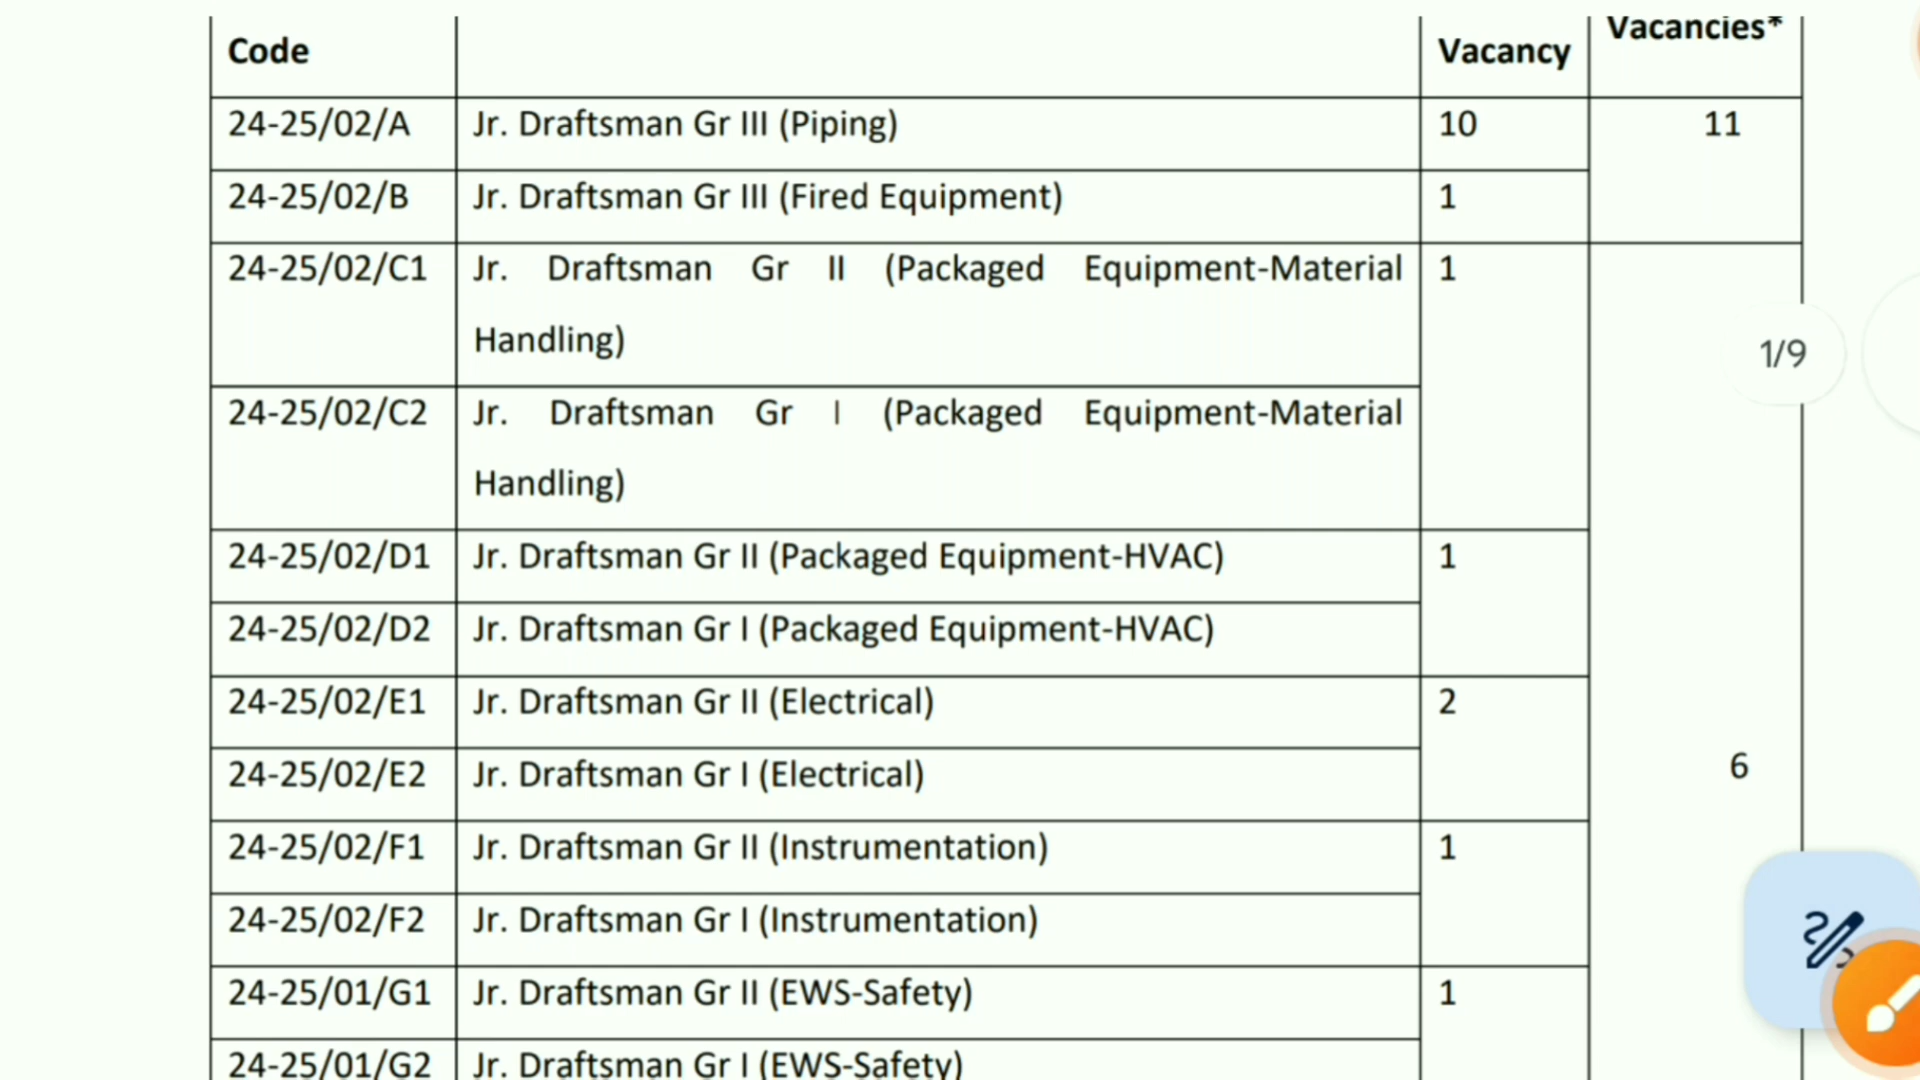 Code Vacancy Vacancies*
24-25/02/A Jr. Draftsman Gr III (Piping) 10 11
24-25/02/B Jr. Draftsman Gr III (Fired Equipment) 1
24-25/02/C1 Jr. Draftsman Gr II (Packaged Equipment-Material 1
Handling)
1/9
24-25/02/C2 Jr. Draftsman Gr I (Packaged Equipment-Material
Handling)
24-25/02/D1 Jr. Draftsman Gr II (Packaged Equipment-HVAC) 1
24-25/02/D2 Jr. Draftsman Gr I (Packaged Equipment-HVAC)
24-25/02/E1 Jr. Draftsman Gr II (Electrical) 2
24-25/02/E2 Jr. Draftsman Gr I (Electrical) 6
24-25/02/F1 Jr. Draftsman Gr II (Instrumentation) 1
24-25/02/F2 Jr. Draftsman Gr I (Instrumentation)
24-25/01/G1 Jr. Draftsman Gr II (EWS-Safety) 1
24-25/01/G2 Jr. Draftsman Gr I (EWS-Safety)